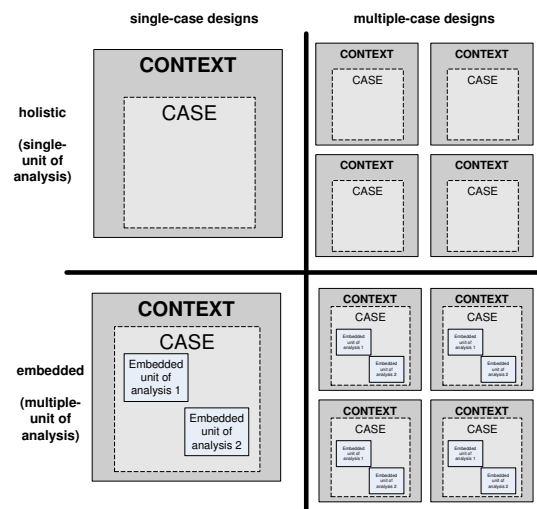 single-case designs
multiple-case designs
holistic
(single-
unit of
analysis)
CONTEXT
CASE
CONTEXT
CASE
CONTEXT
CASE
CONTEXT
CASE
CONTEXT
CASE
embedded
(multiple-
unit of
analysis)
CONTEXT
CASE
Embedded
unit of
analysis 1
Embedded
unit of
analysis 2
CONTEXT
CASE
Embedded
unit of
analysis 1
Embedded
unit of
analysis 2
CONTEXT
CASE
Embedded
unit of
analysis 1
Embedded
unit of
analysis 2
CONTEXT
CASE
Embedded
unit of
analysis 1
Embedded
unit of
analysis 2
CONTEXT
CASE
Embedded
unit of
analysis 1
Embedded
unit of
analysis 2